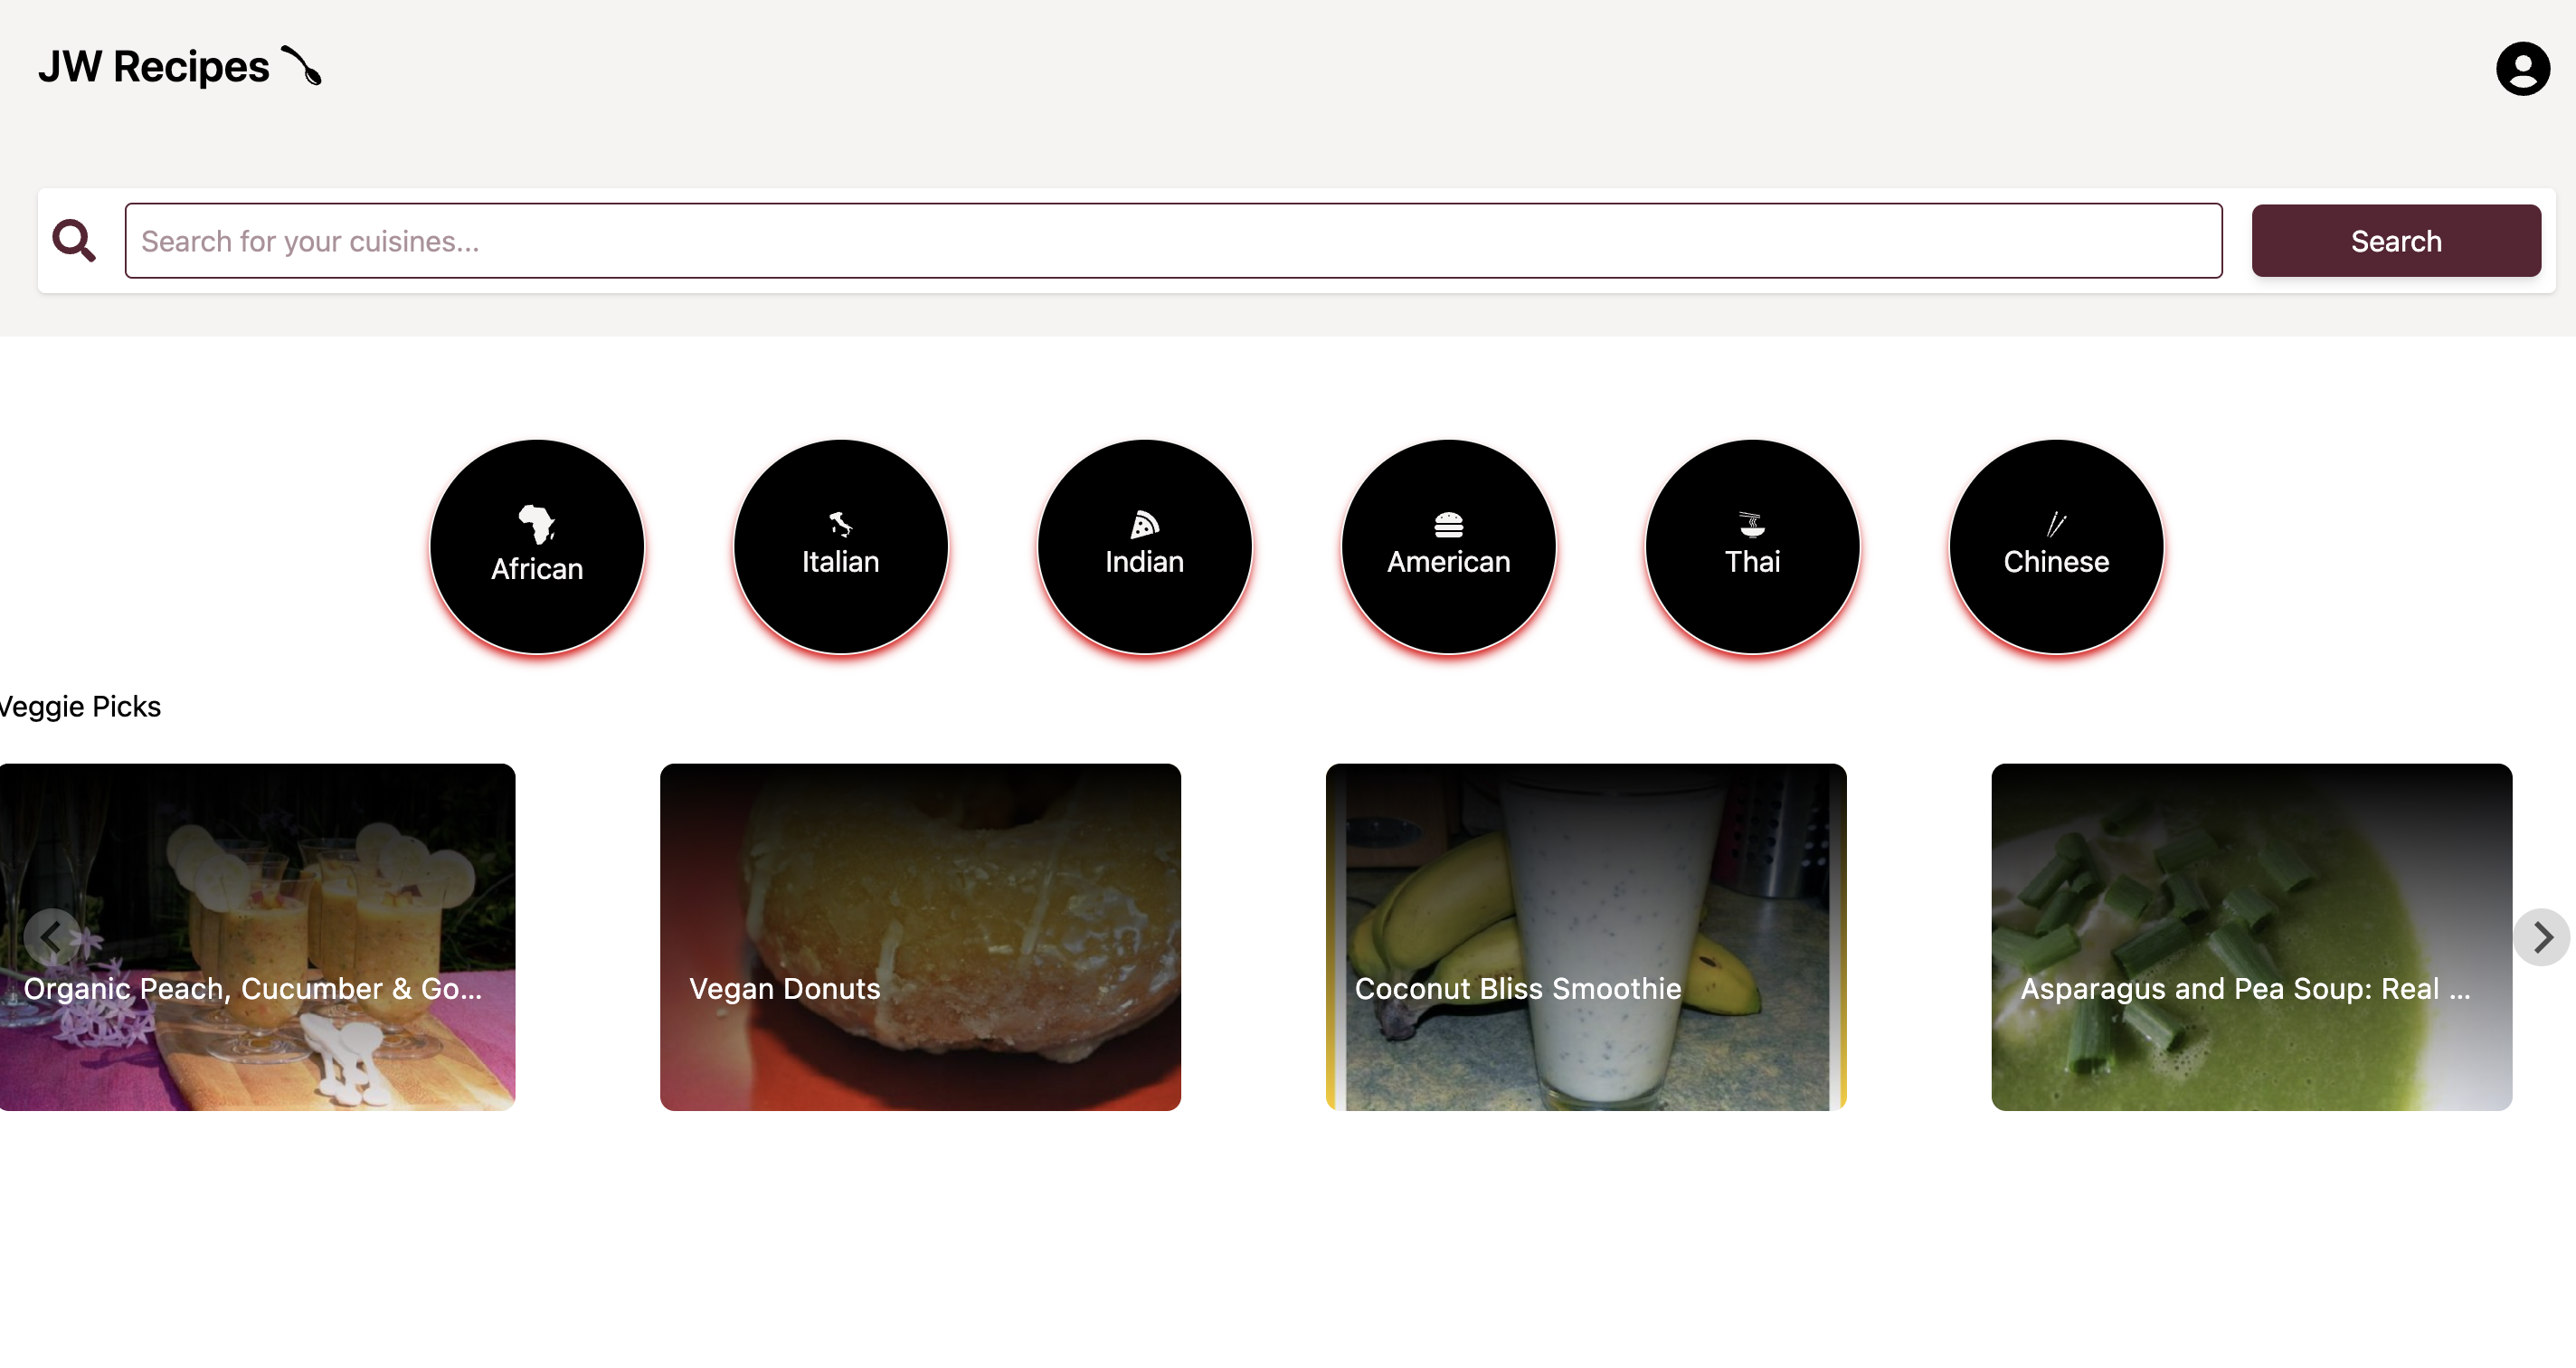 JW Recipes
Search for your cuisines...
Search
African
Italian
Indian
American
Thai
Chinese
Veggie Picks
Organic Peach, Cucumber & Go...
Vegan Donuts
Coconut Bliss Smoothie
Asparagus and Pea Soup: Real ...